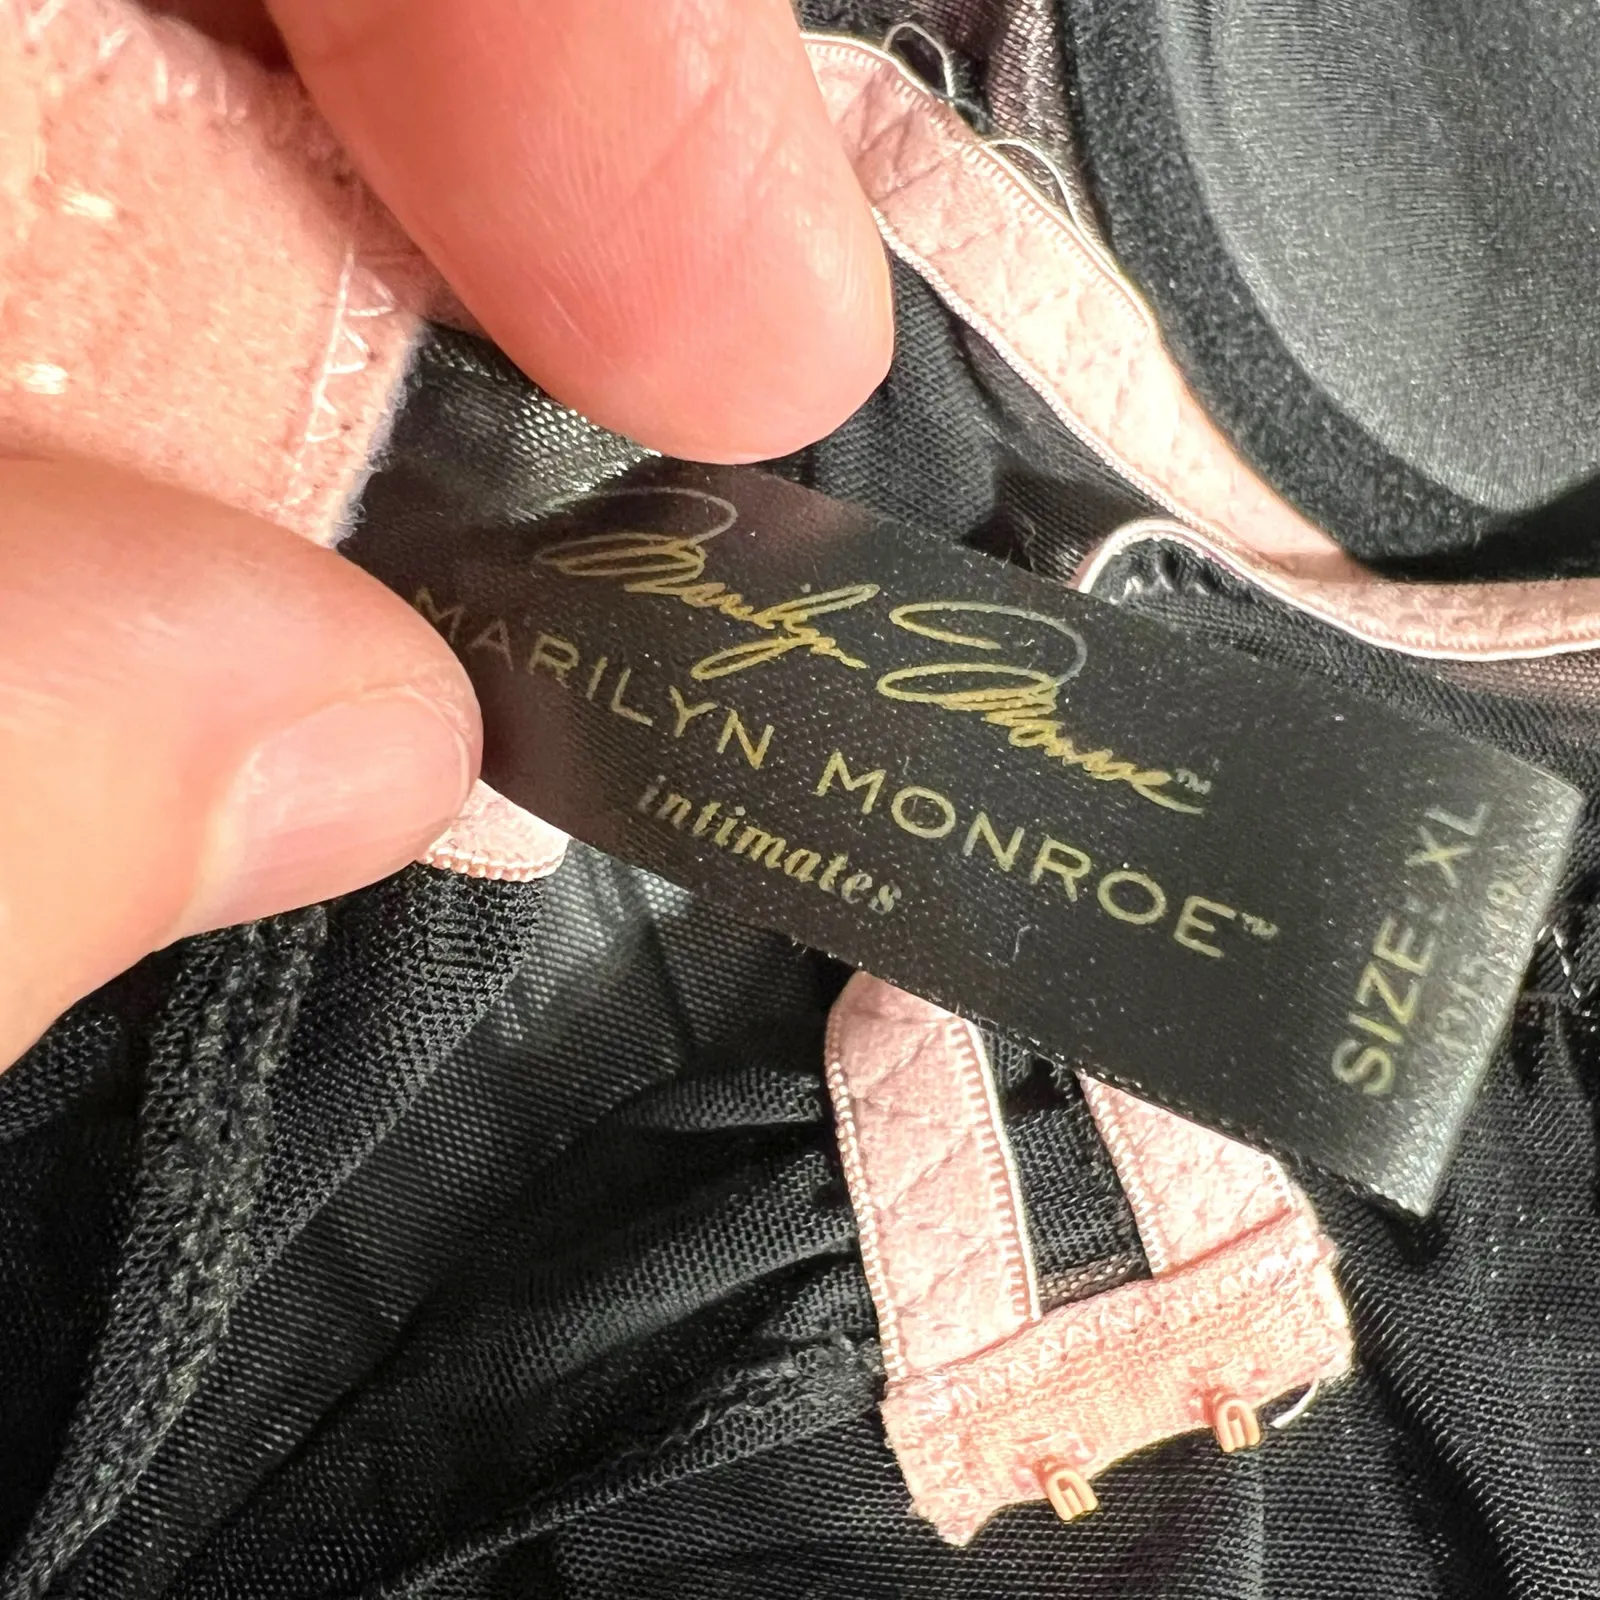 Marilyn Monroe™
MARILYN MONROE™
intimates
SIZE: XL